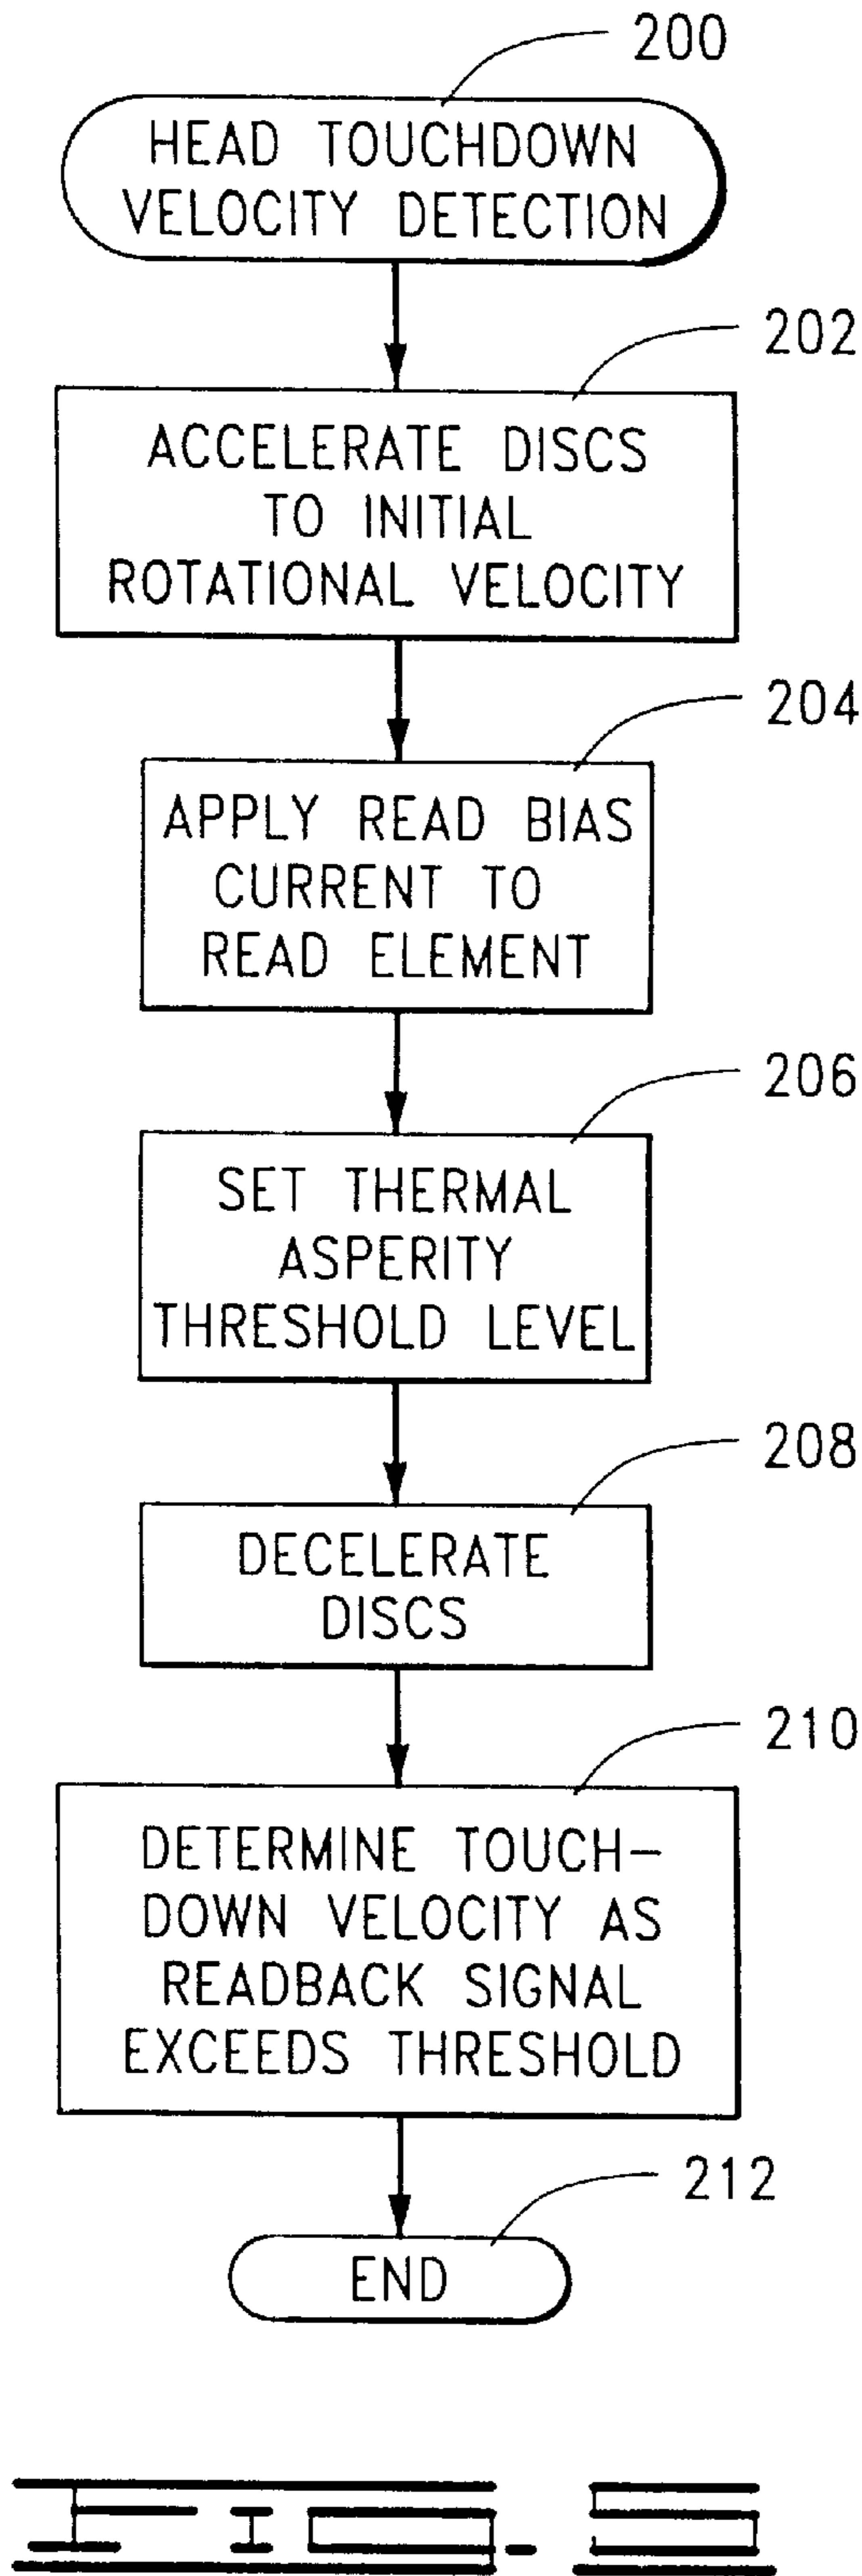 200
HEAD TOUCHDOWN
VELOCITY DETECTION
202
ACCELERATE DISCS
TO INITIAL
ROTATIONAL VELOCITY
204
APPLY READ BIAS
CURRENT TO
READ ELEMENT
206
SET THERMAL
ASPERITY
THRESHOLD LEVEL
208
DECELERATE
DISCS
210
DETERMINE TOUCH-
DOWN VELOCITY AS
READBACK SIGNAL
EXCEEDS THRESHOLD
212
END
FIG. 5